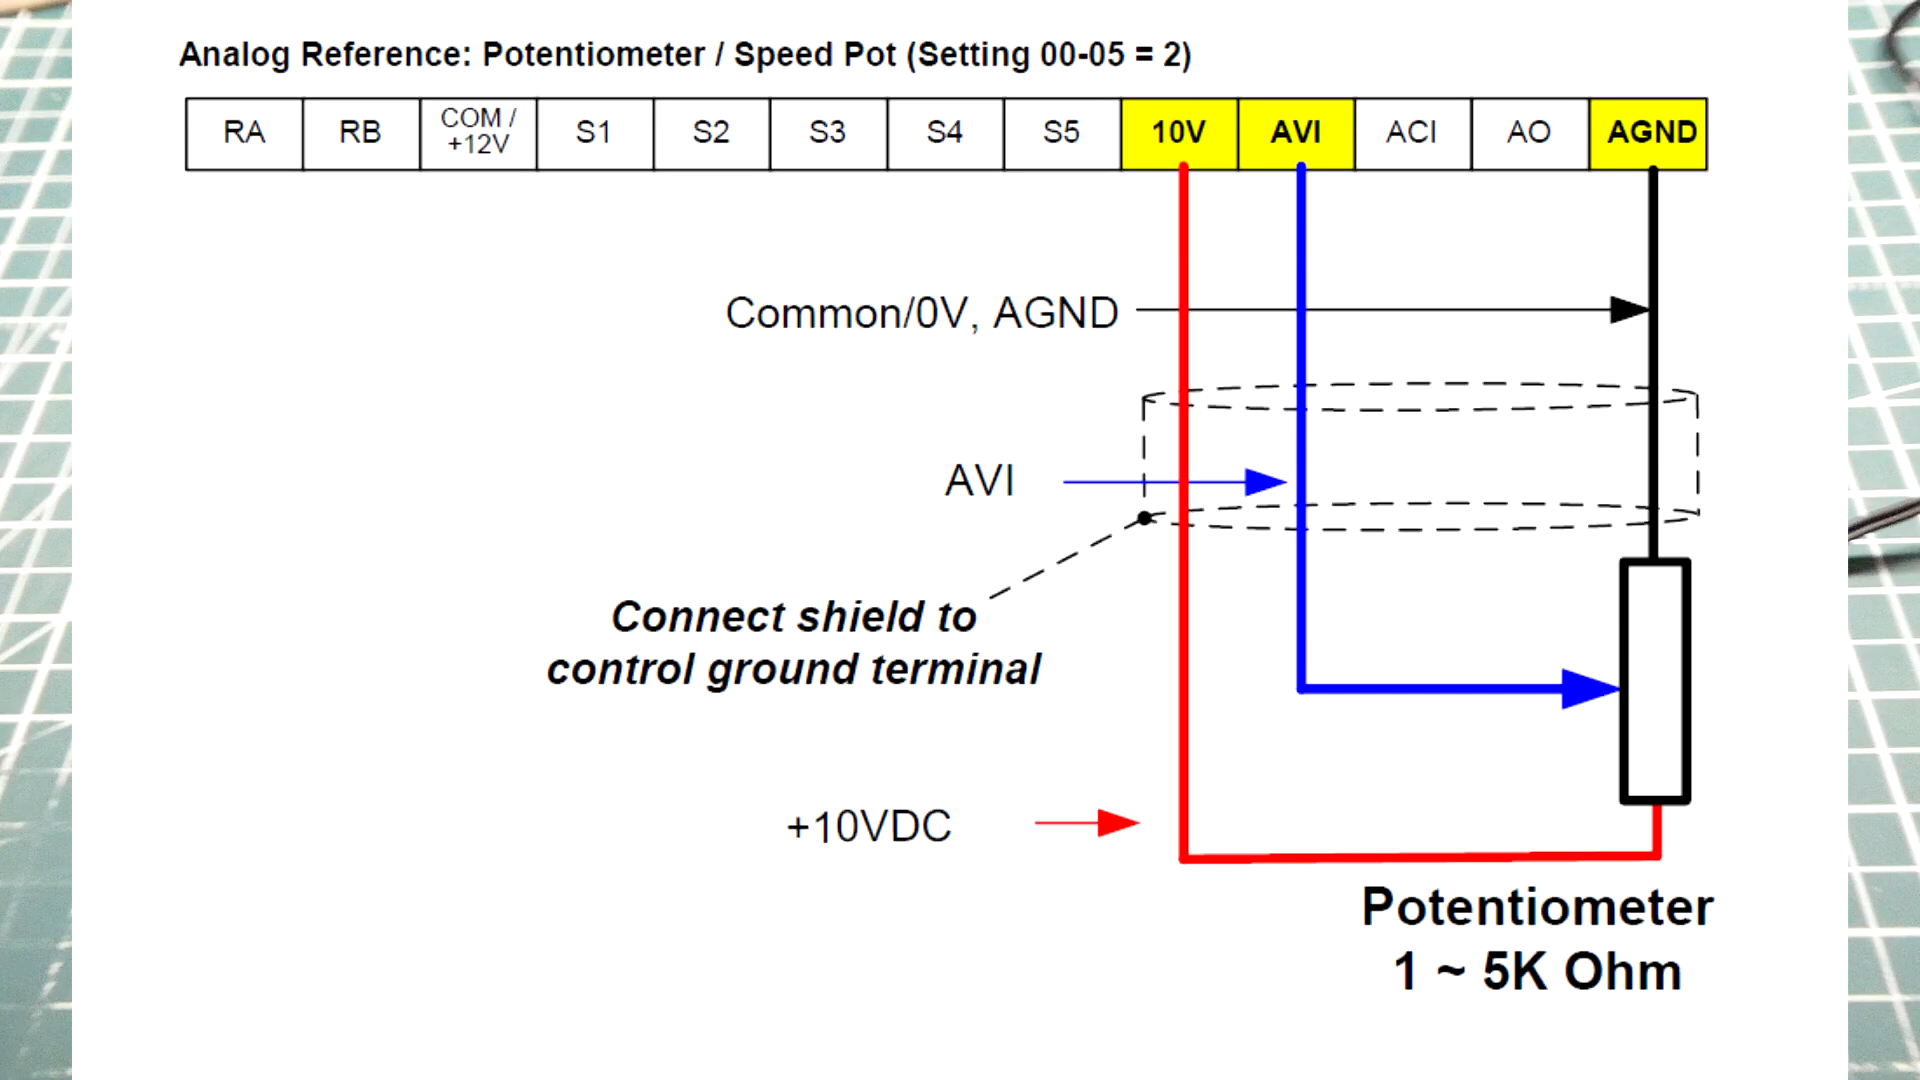 Analog Reference: Potentiometer / Speed Pot (Setting 00-05 = 2)
RA RB COM / +12V S1 S2 S3 S4 S5 10V AVI ACI AO AGND
Common/0V, AGND
AVI
Connect shield to
control ground terminal
+10VDC
Potentiometer
1 ~ 5K Ohm